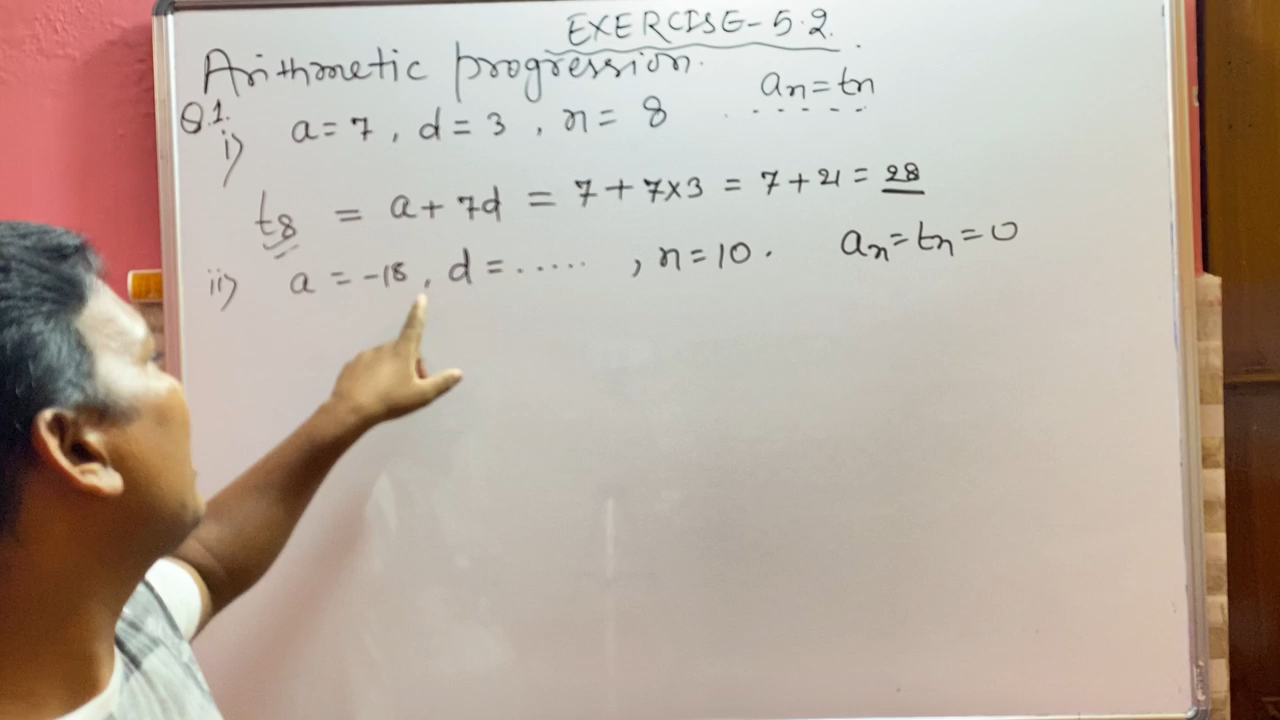 EXERCISE-5.2.
Arithmetic progression.
Q.1.
i) a=7, d=3, n=8 an=tn
t8 = a+7d = 7+7x3 = 7+21 = 28
ii) a=-18, d=....., n=10. an=tn=0